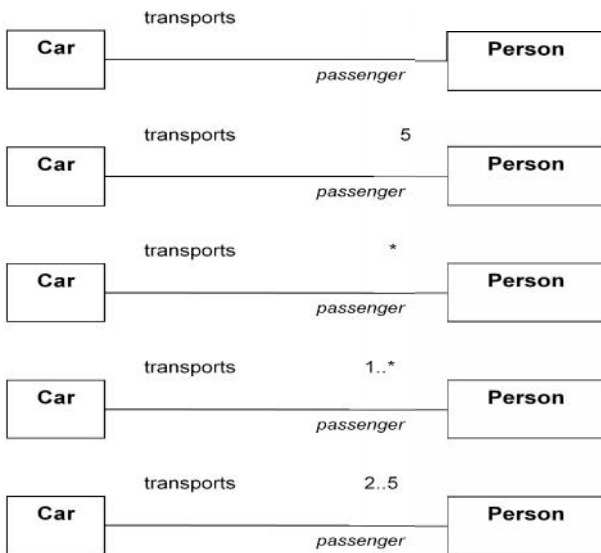 transports
Car
Person
passenger
transports 5
Car
Person
passenger
transports *
Car
Person
passenger
transports 1..*
Car
Person
passenger
transports 2..5
Car
Person
passenger